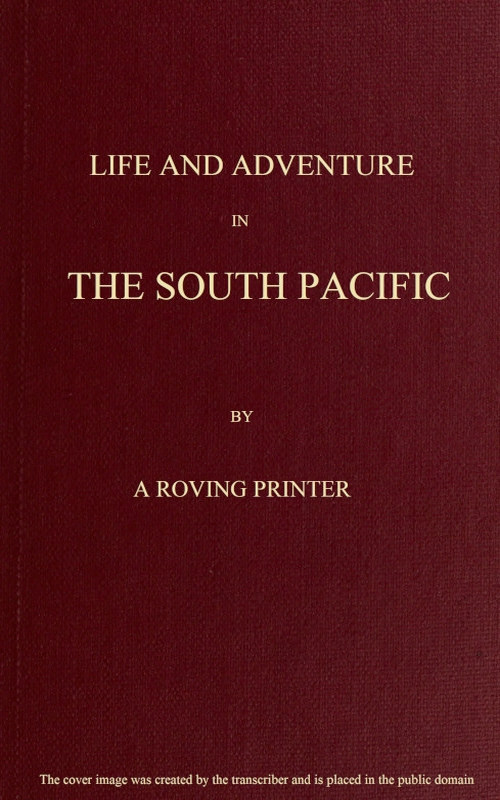 LIFE AND ADVENTURE
IN
THE SOUTH PACIFIC
BY
A ROVING PRINTER
The cover image was created by the transcriber and is placed in the public domain